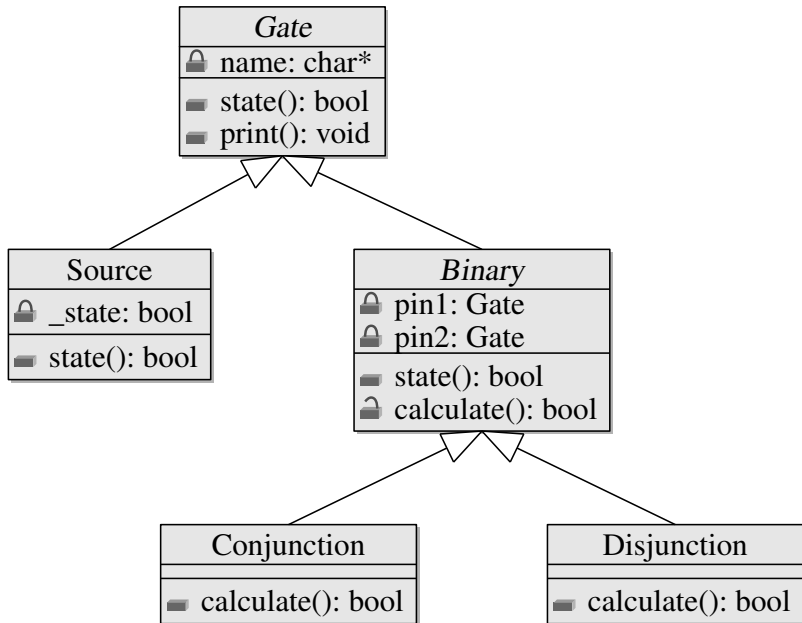 Gate
name: char*
state(): bool
print(): void
Source
_state: bool
state(): bool
Binary
pin1: Gate
pin2: Gate
state(): bool
calculate(): bool
Conjunction
calculate(): bool
Disjunction
calculate(): bool